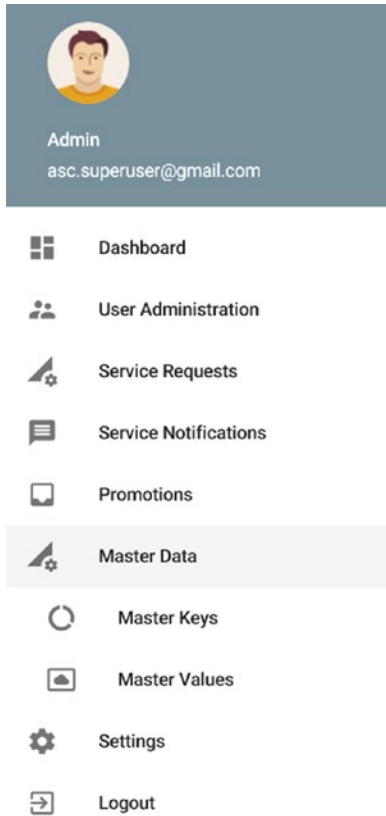 Admin
asc.superuser@gmail.com
Dashboard
User Administration
Service Requests
Service Notifications
Promotions
Master Data
Master Keys
Master Values
Settings
Logout